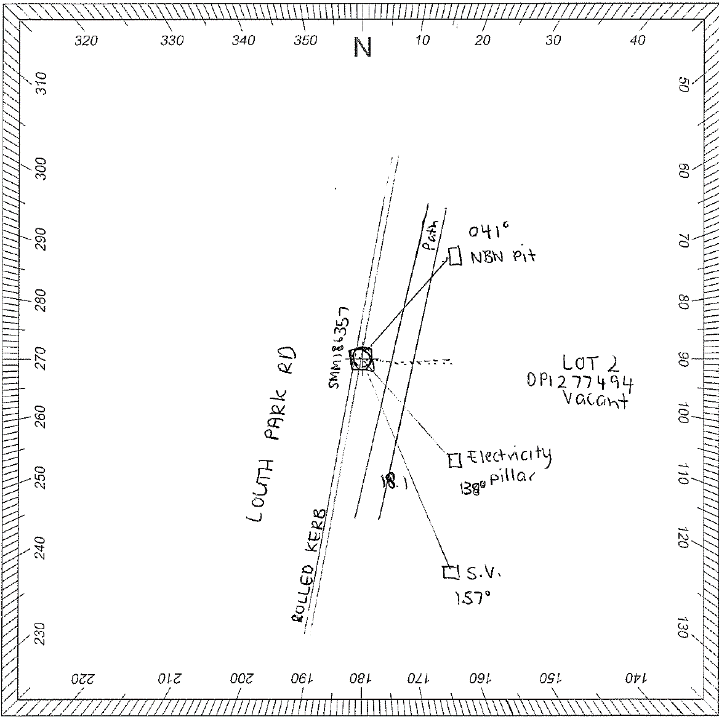 320 330 340 350 N 10 20 30 40
310
300
290
280
270
260
250
240
230
50
60
70
80
90
100
110
120
130
220 210 200 190 180 170 160 150 140
041°
NBN Pit
Path
SMM186357
LOUTH PARK RD
ROLLED KERB
LOT 2
DP1277494
Vacant
Electricity
138° Pillar
18.1
S.V.
157°